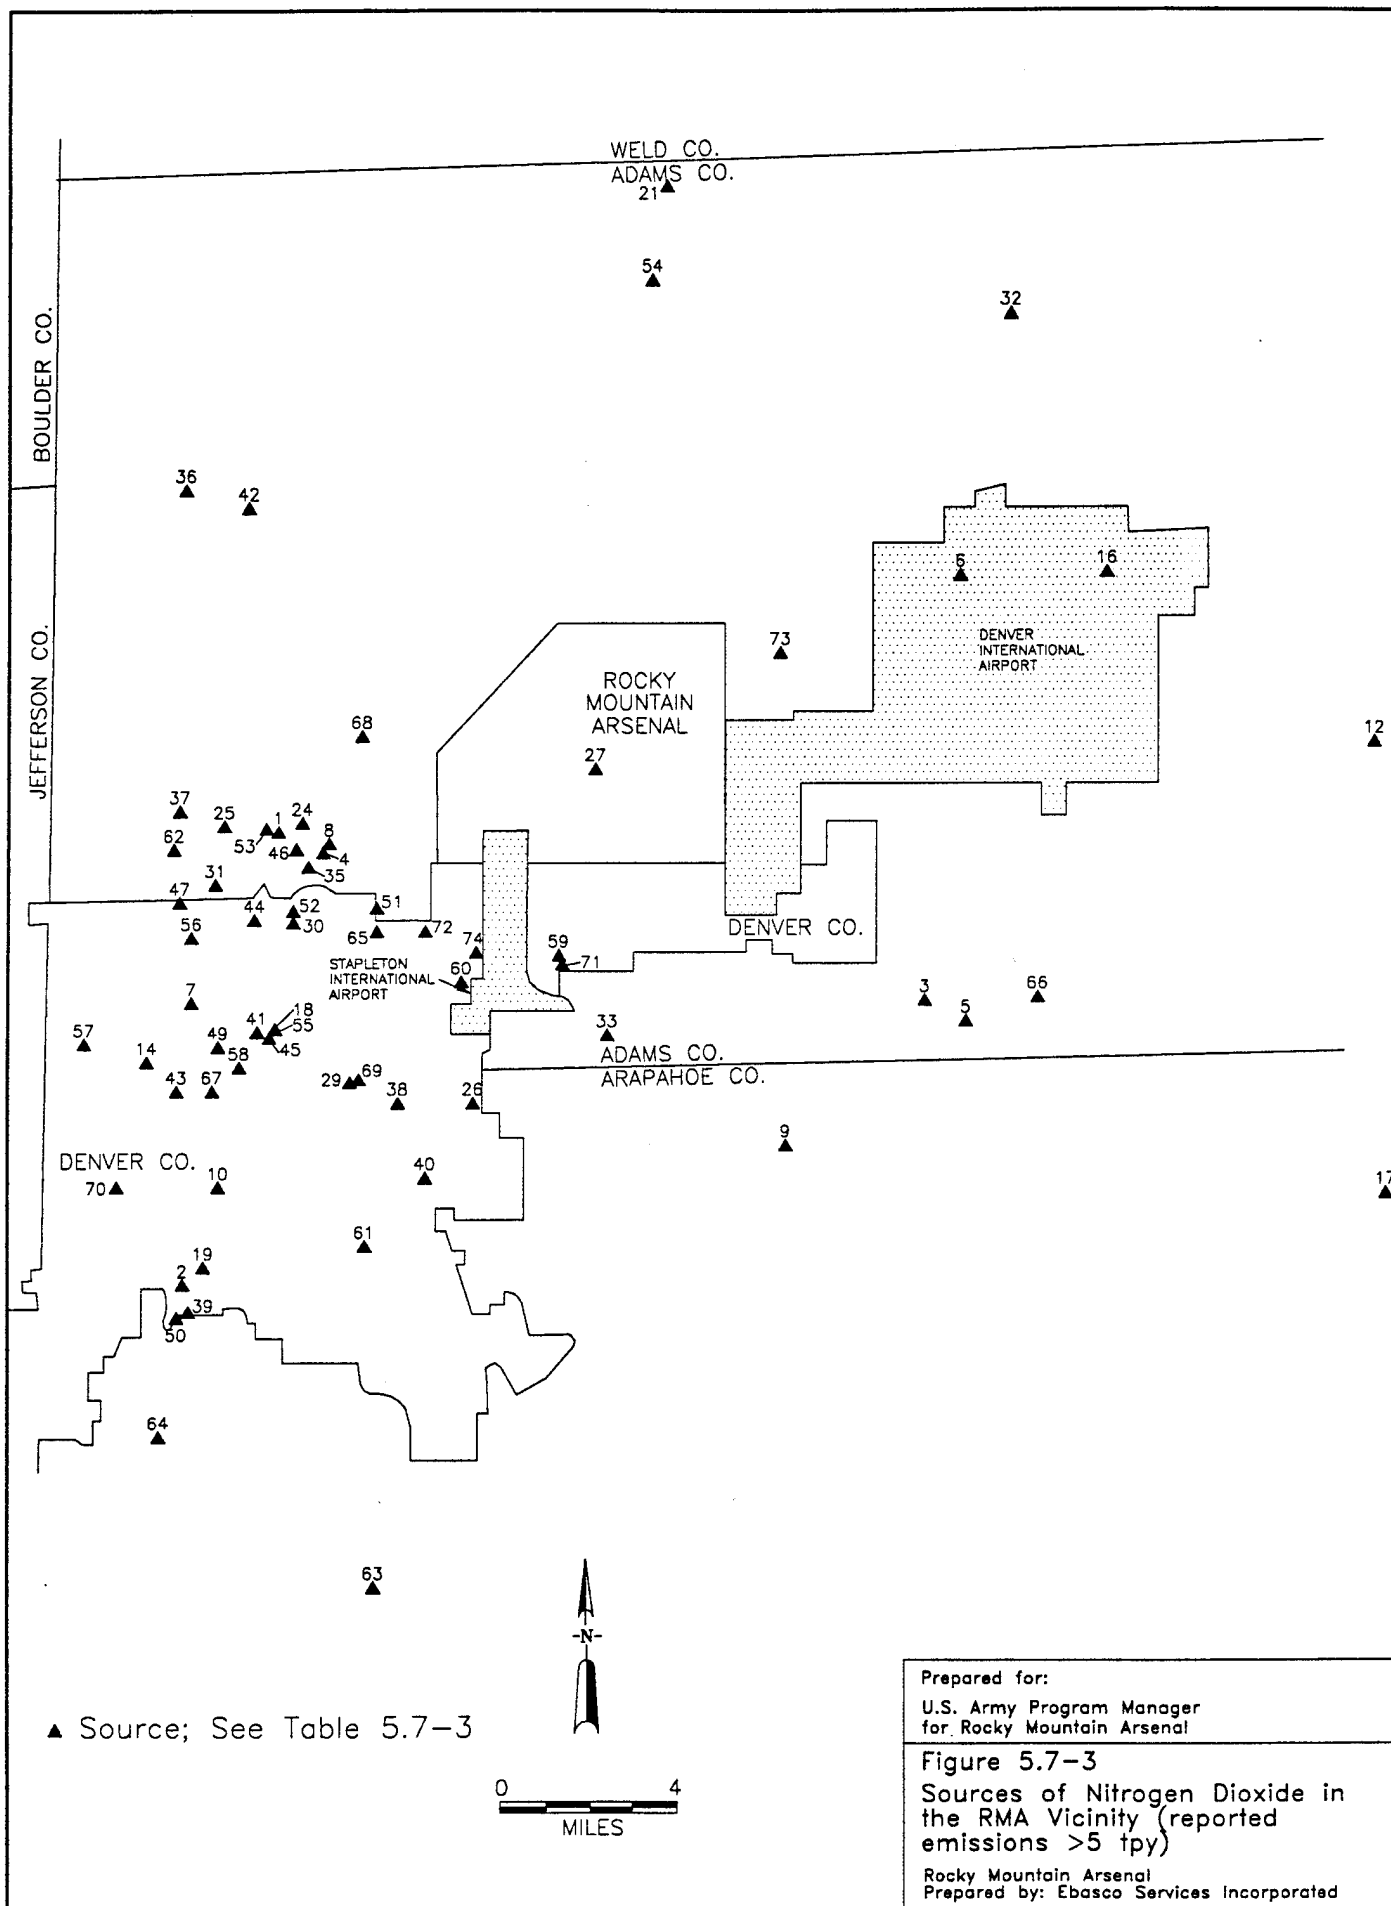 WELD CO.
ADAMS CO.
21
54
32
BOULDER CO.
36
42
6
16
DENVER
INTERNATIONAL
AIRPORT
73
ROCKY
MOUNTAIN
ARSENAL
JEFFERSON CO.
68
27
12
37
25
53
1
24
8
62
46
4
35
31
47
44
52
30
51
56
65
72
74
59
71
DENVER CO.
STAPLETON
INTERNATIONAL
AIRPORT
60
7
3
66
5
57
41
18
55
33
49
45
14
58
ADAMS CO.
ARAPAHOE CO.
43
67
29
69
38
26
9
DENVER CO.
10
40
70
17
61
19
2
39
50
64
63
-N-
▲ Source; See Table 5.7-3
0 4
MILES
Prepared for:
U.S. Army Program Manager
for Rocky Mountain Arsenal
Figure 5.7-3
Sources of Nitrogen Dioxide in
the RMA Vicinity (reported
emissions >5 tpy)
Rocky Mountain Arsenal
Prepared by: Ebasco Services Incorporated